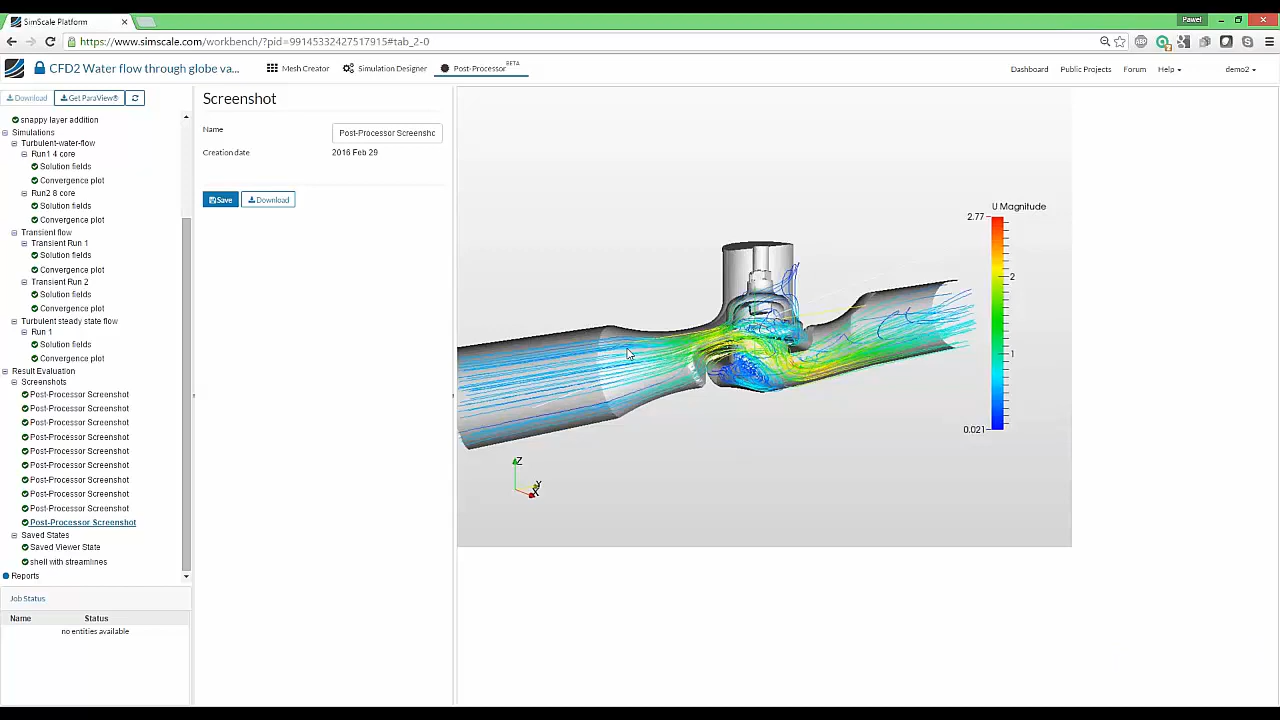 SimScale Platform
Pawel
https://www.simscale.com/workbench/?pid=99145332427517915#tab_2-0
CFD2 Water flow through globe va...
Mesh Creator
Simulation Designer
Post-Processor BETA
Dashboard
Public Projects
Forum
Help
demo2
Download
Get ParaView®
snappy layer addition
Simulations
Turbulent-water-flow
Run1 4 core
Solution fields
Convergence plot
Run2 8 core
Solution fields
Convergence plot
Transient flow
Transient Run 1
Solution fields
Convergence plot
Transient Run 2
Solution fields
Convergence plot
Turbulent steady state flow
Run 1
Solution fields
Convergence plot
Result Evaluation
Screenshots
Post-Processor Screenshot
Post-Processor Screenshot
Post-Processor Screenshot
Post-Processor Screenshot
Post-Processor Screenshot
Post-Processor Screenshot
Post-Processor Screenshot
Post-Processor Screenshot
Post-Processor Screenshot
Post-Processor Screenshot
Saved States
Saved Viewer State
shell with streamlines
Reports
Job Status
Name Status
no entities available
Screenshot
Name
Post-Processor Screensho
Creation date
2016 Feb 29
Save
Download
U Magnitude
2.77
2
1
0.021
Z
Y
X